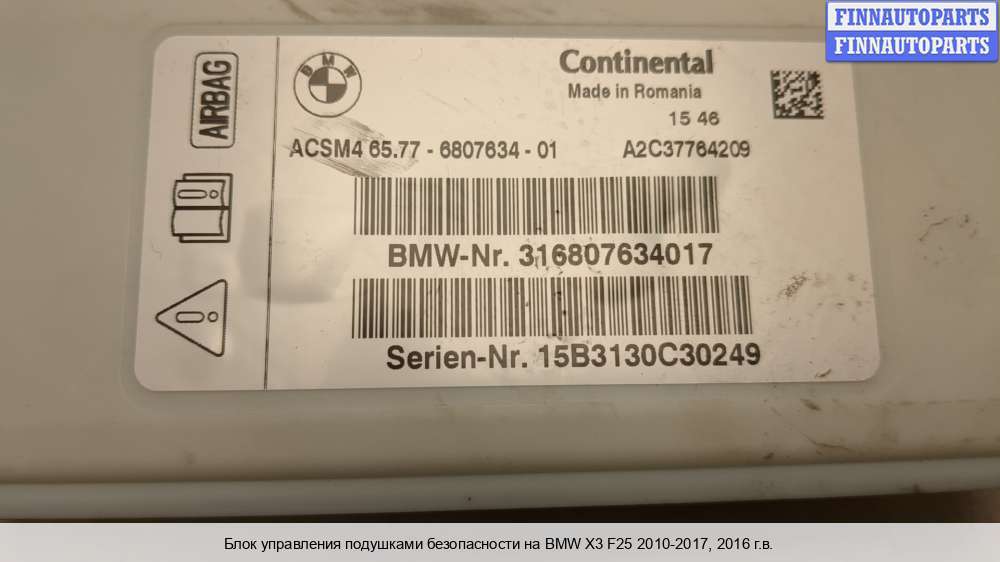 FINNAUTOPARTS
FINNAUTOPARTS
AIRBAG
BMW
Continental
Made in Romania
15 46
ACSM4 65.77 - 6807634 - 01 A2C37764209
BMW-Nr. 316807634017
Serien-Nr. 15B3130C30249
Блок управления подушками безопасности на BMW X3 F25 2010-2017, 2016 г.в.